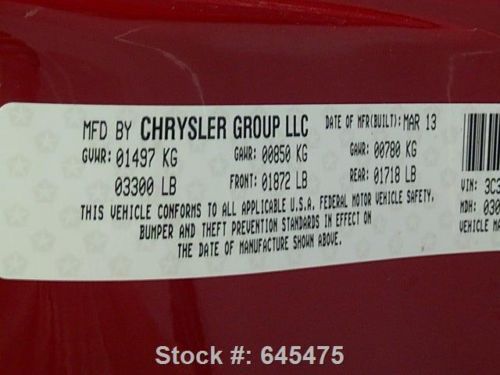 MFD BY CHRYSLER GROUP LLC DATE OF MFR(BUILT): MAR 13
GVWR: 01497 KG GAWR: 00850 KG GAWR: 00780 KG
03300 LB FRONT: 01872 LB REAR: 01718 LB VIN: 3C3
THIS VEHICLE CONFORMS TO ALL APPLICABLE U.S.A. FEDERAL MOTOR VEHICLE SAFETY, MDH: 030
BUMPER AND THEFT PREVENTION STANDARDS IN EFFECT ON VEHICLE MA
THE DATE OF MANUFACTURE SHOWN ABOVE.
Stock #: 645475